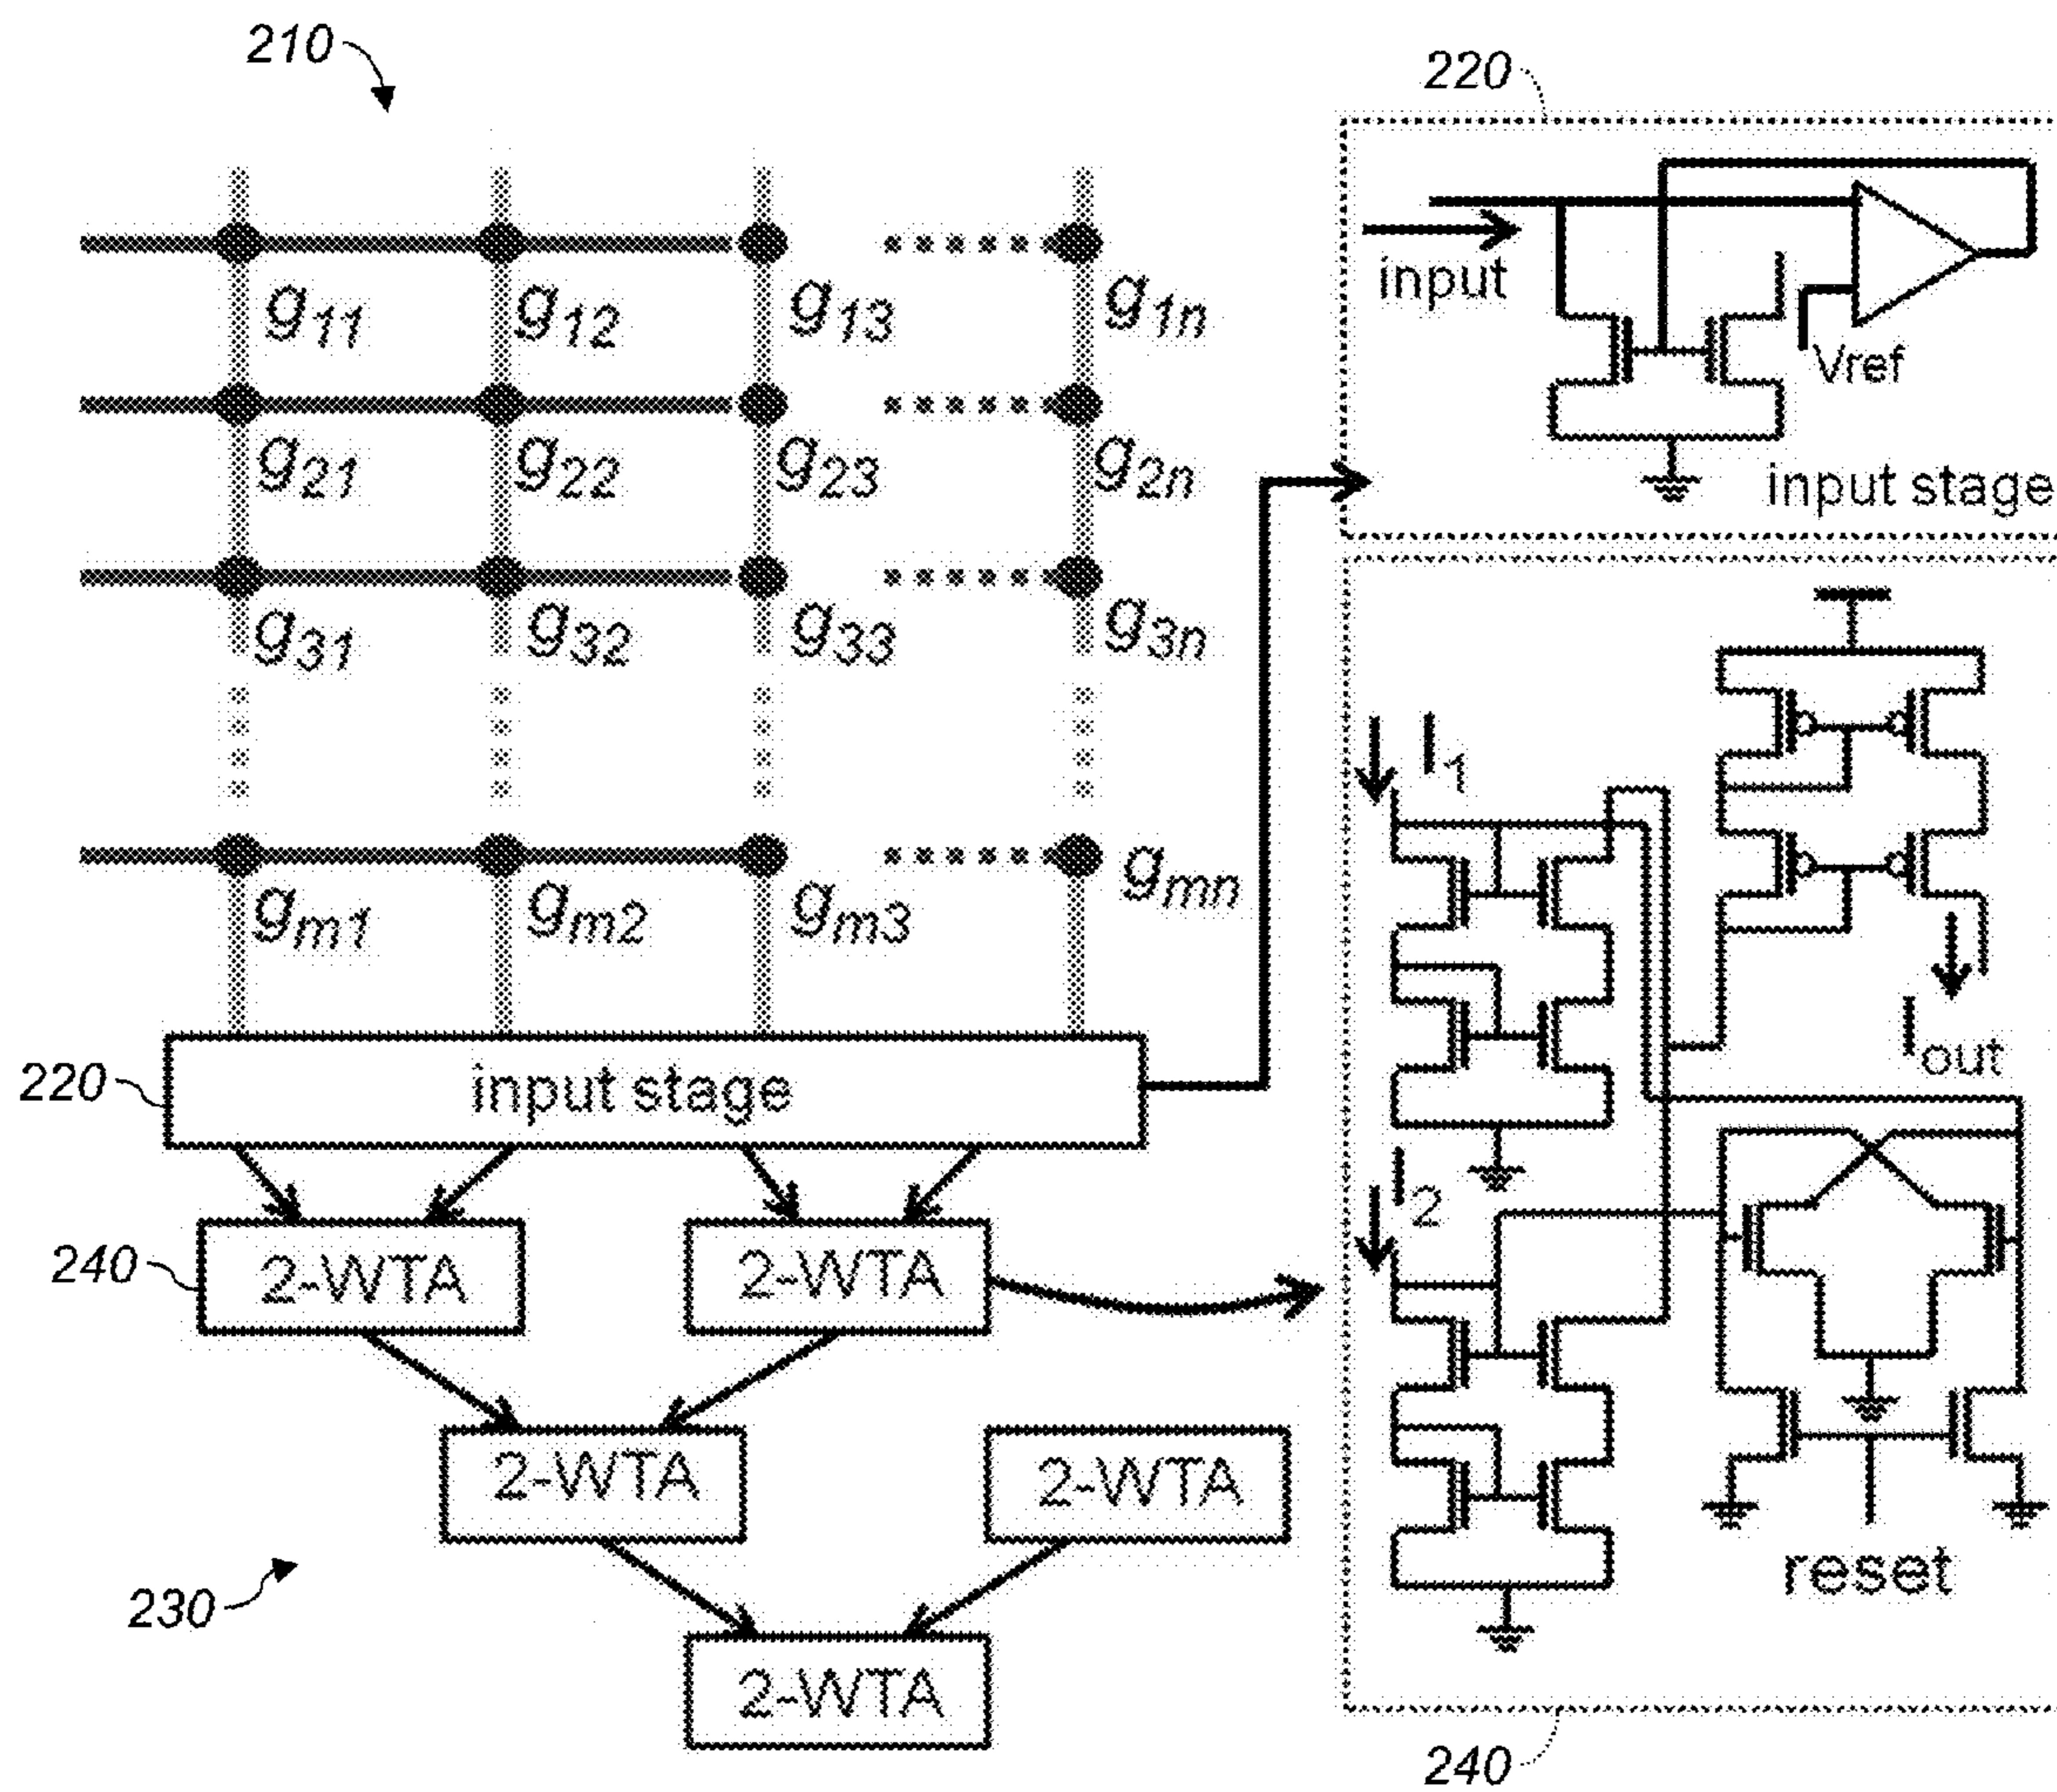 210
220
input
Vref
input stage
g11 g12 g13 g1n
g21 g22 g23 g2n
g31 g32 g33 g3n
gm1 gm2 gm3 gmn
220
input stage
240
2-WTA 2-WTA
2-WTA 2-WTA
230
2-WTA
I1
Iout
I2
reset
240